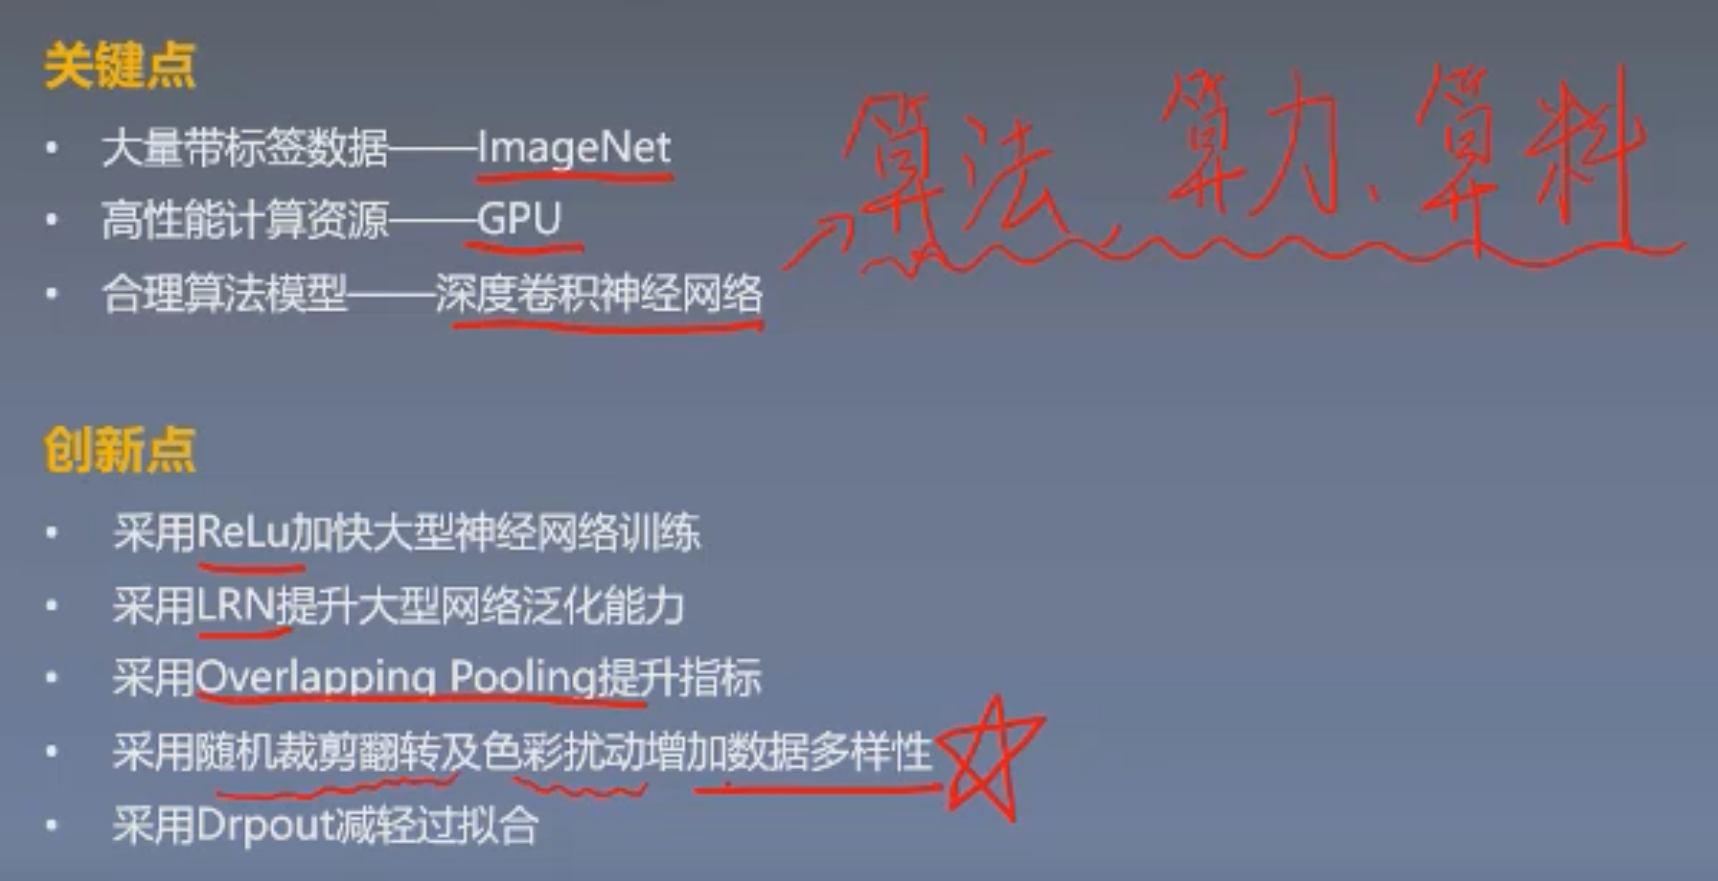 关键点
• 大量带标签数据——ImageNet
• 高性能计算资源——GPU
• 合理算法模型——深度卷积神经网络
算法、算力、算料
创新点
• 采用ReLu加快大型神经网络训练
• 采用LRN提升大型网络泛化能力
• 采用Overlapping Pooling提升指标
• 采用随机裁剪翻转及色彩扰动增加数据多样性
• 采用Drpout减轻过拟合